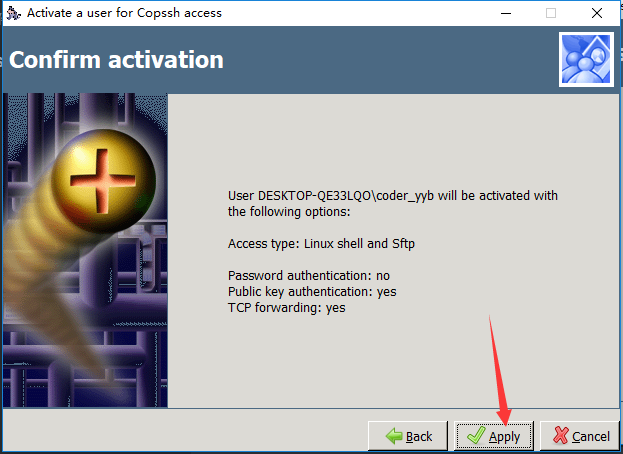 Activate a user for Copssh access
Confirm activation
User DESKTOP-QE33LQO\coder_yyb will be activated with
the following options:
Access type: Linux shell and Sftp
Password authentication: no
Public key authentication: yes
TCP forwarding: yes
Back
Apply
Cancel